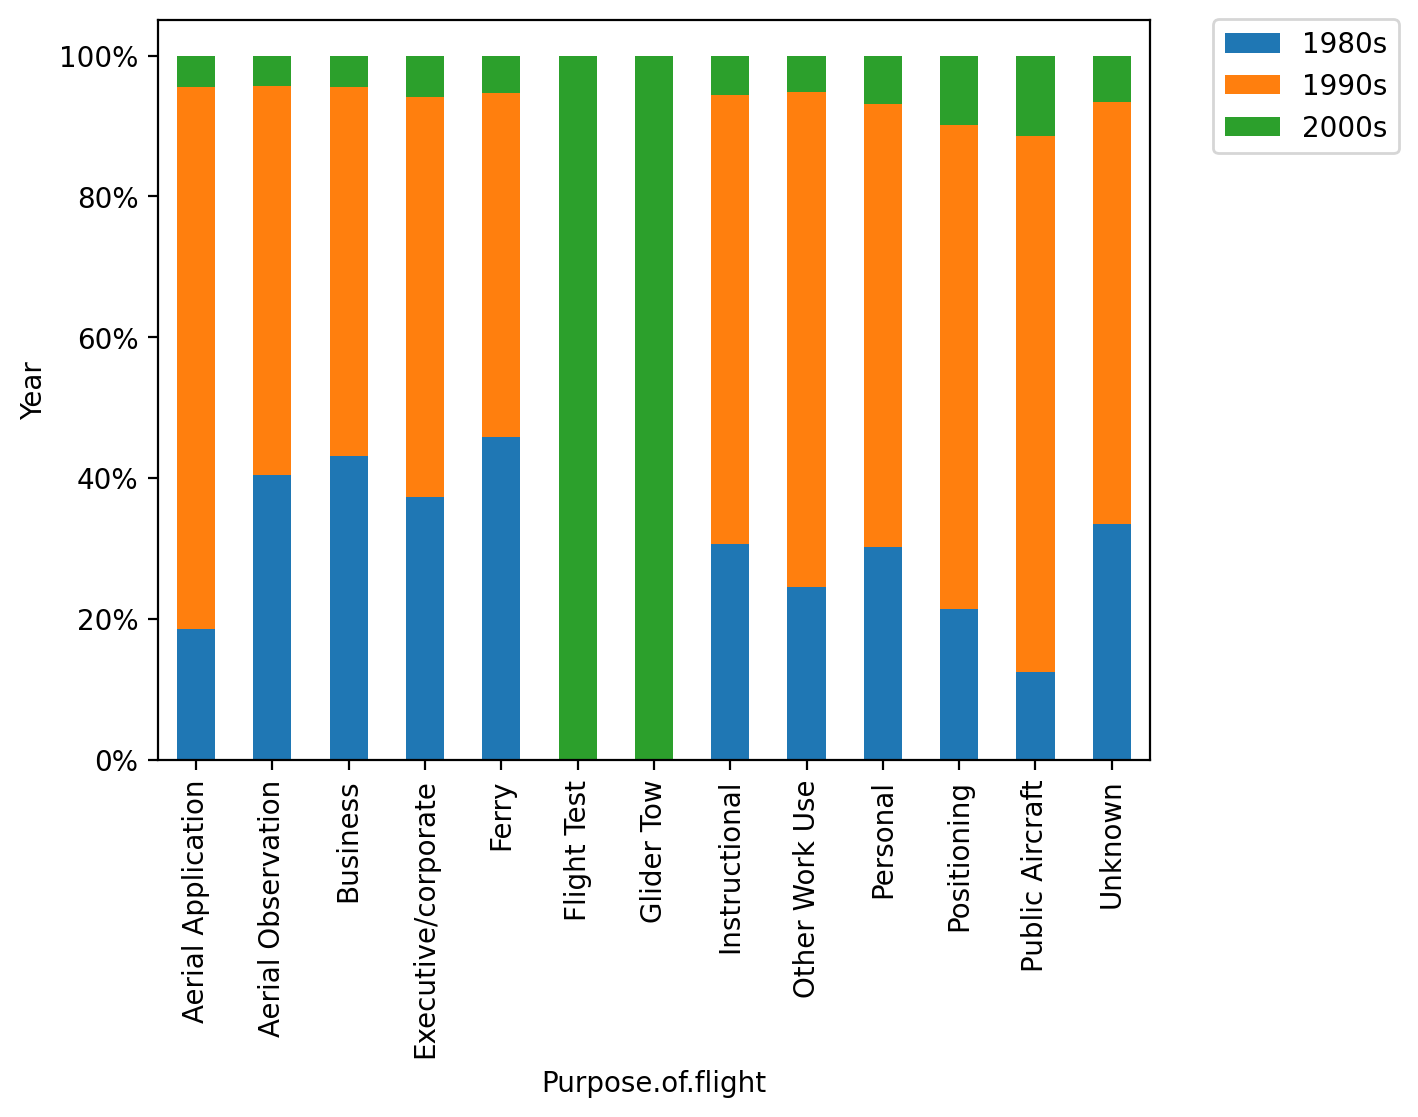 1980s
1990s
2000s
100%
80%
60%
40%
20%
0%
Year
Aerial Application
Aerial Observation
Business
Executive/corporate
Ferry
Flight Test
Glider Tow
Instructional
Other Work Use
Personal
Positioning
Public Aircraft
Unknown
Purpose.of.flight